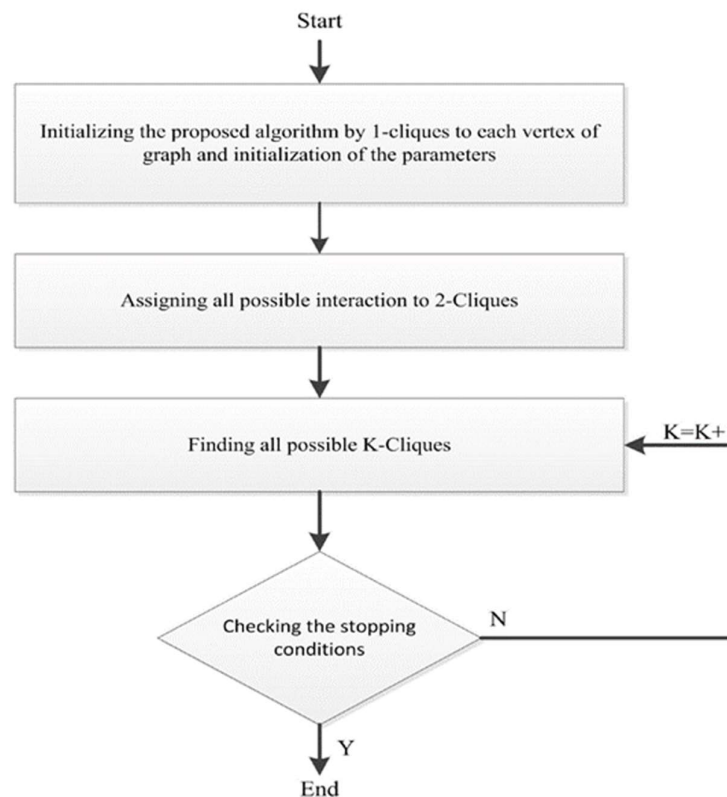 Start
Initializing the proposed algorithm by 1-cliques to each vertex of
graph and initialization of the parameters
Assigning all possible interaction to 2-Cliques
Finding all possible K-Cliques
K=K+
Checking the stopping
conditions
N
Y
End